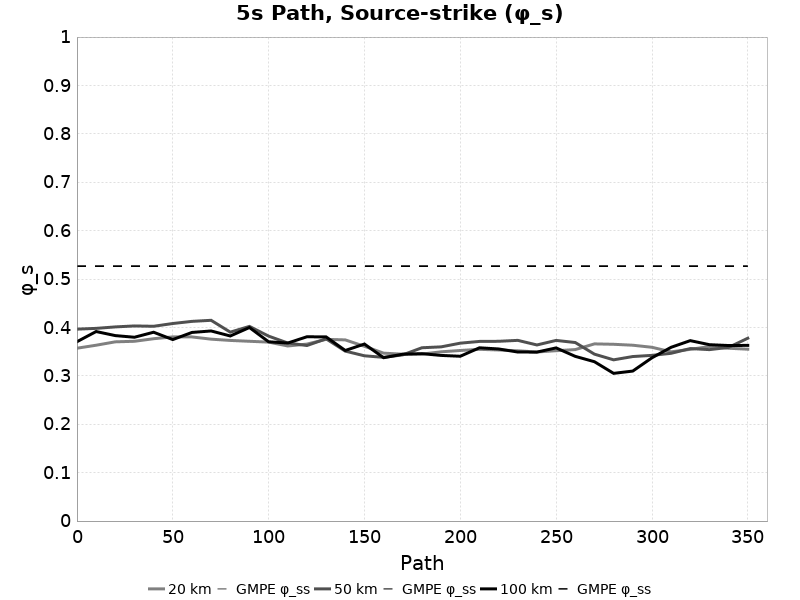 5s Path, Source-strike (φ_s)
1
0.9
0.8
0.7
0.6
0.5
0.4
0.3
0.2
0.1
0
φ_s
0 50 100 150 200 250 300 350
Path
20 km GMPE φ_ss 50 km GMPE φ_ss 100 km GMPE φ_ss